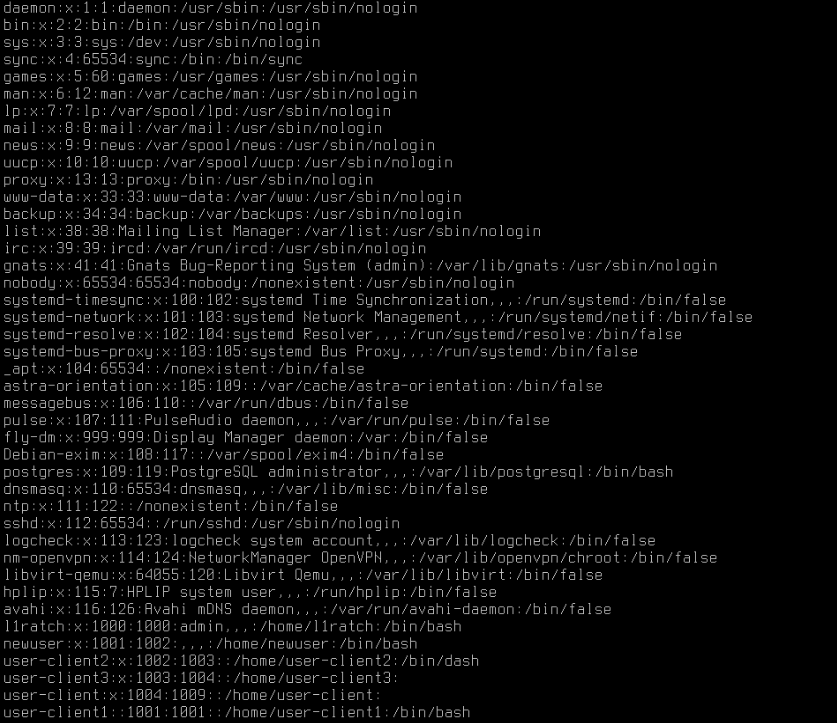 daemon:x:1:1:daemon:/usr/sbin:/usr/sbin/nologin
bin:x:2:2:bin:/bin:/usr/sbin/nologin
sys:x:3:3:sys:/dev:/usr/sbin/nologin
sync:x:4:65534:sync:/bin:/bin/sync
games:x:5:60:games:/usr/games:/usr/sbin/nologin
man:x:6:12:man:/var/cache/man:/usr/sbin/nologin
lp:x:7:7:lp:/var/spool/lpd:/usr/sbin/nologin
mail:x:8:8:mail:/var/mail:/usr/sbin/nologin
news:x:9:9:news:/var/spool/news:/usr/sbin/nologin
uucp:x:10:10:uucp:/var/spool/uucp:/usr/sbin/nologin
proxy:x:13:13:proxy:/bin:/usr/sbin/nologin
www-data:x:33:33:www-data:/var/www:/usr/sbin/nologin
backup:x:34:34:backup:/var/backups:/usr/sbin/nologin
list:x:38:38:Mailing List Manager:/var/list:/usr/sbin/nologin
irc:x:39:39:ircd:/var/run/ircd:/usr/sbin/nologin
gnats:x:41:41:Gnats Bug-Reporting System (admin):/var/lib/gnats:/usr/sbin/nologin
nobody:x:65534:65534:nobody:/nonexistent:/usr/sbin/nologin
systemd-timesync:x:100:102:systemd Time Synchronization,,,:/run/systemd:/bin/false
systemd-network:x:101:103:systemd Network Management,,,:/run/systemd/netif:/bin/false
systemd-resolve:x:102:104:systemd Resolver,,,:/run/systemd/resolve:/bin/false
systemd-bus-proxy:x:103:105:systemd Bus Proxy,,,:/run/systemd:/bin/false
_apt:x:104:65534::/nonexistent:/bin/false
astra-orientation:x:105:109::/var/cache/astra-orientation:/bin/false
messagebus:x:106:110::/var/run/dbus:/bin/false
pulse:x:107:111:PulseAudio daemon,,,:/var/run/pulse:/bin/false
fly-dm:x:999:999:Display Manager daemon:/var:/bin/false
Debian-exim:x:108:117::/var/spool/exim4:/bin/false
postgres:x:109:119:PostgreSQL administrator,,,:/var/lib/postgresql:/bin/bash
dnsmasq:x:110:65534:dnsmasq,,,:/var/lib/misc:/bin/false
ntp:x:111:122::/nonexistent:/bin/false
sshd:x:112:65534::/run/sshd:/usr/sbin/nologin
logcheck:x:113:123:logcheck system account,,,:/var/lib/logcheck:/bin/false
nm-openvpn:x:114:124:NetworkManager OpenVPN,,,:/var/lib/openvpn/chroot:/bin/false
libvirt-qemu:x:64055:120:Libvirt Qemu,,,:/var/lib/libvirt:/bin/false
hplip:x:115:7:HPLIP system user,,,:/run/hplip:/bin/false
avahi:x:116:126:Avahi mDNS daemon,,,:/var/run/avahi-daemon:/bin/false
l1ratch:x:1000:1000:admin,,,:/home/l1ratch:/bin/bash
newuser:x:1001:1002:,,,:/home/newuser:/bin/bash
user-client2:x:1002:1003::/home/user-client2:/bin/dash
user-client3:x:1003:1004::/home/user-client3:
user-client:x:1004:1009::/home/user-client:
user-client1::1001:1001::/home/user-client1:/bin/bash